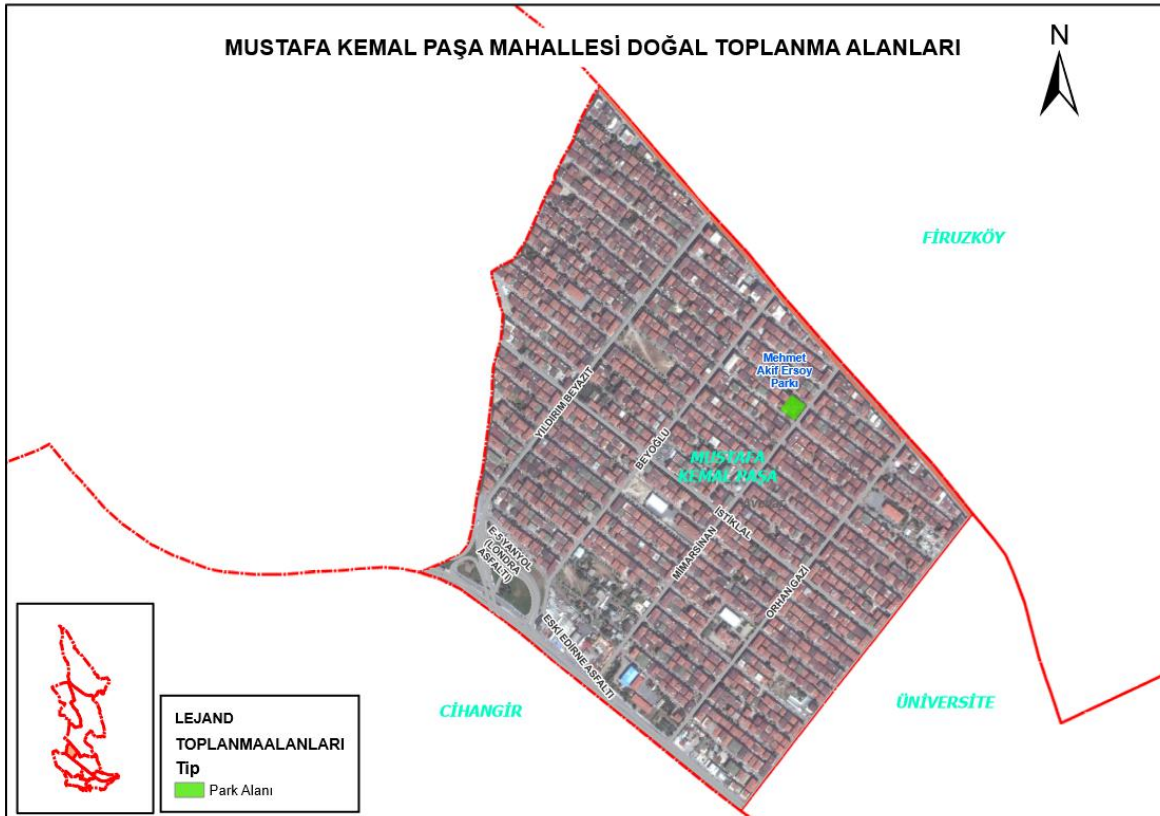 MUSTAFA KEMAL PAŞA MAHALLESİ DOĞAL TOPLANMA ALANLARI
N
FİRUZKÖY
Mehmet
Akif Ersoy
Parkı
YILDIRIM BEYAZIT
BEYOĞLU
MUSTAFA
KEMAL PAŞA
İSTİKLAL
MİMARSİNAN
E-5YANYOL
(LONDRA
ASFALTI)
ORHAN GAZİ
ESKİ EDİRNE ASFALTI
CİHANGİR
ÜNİVERSİTE
LEJAND
TOPLANMAALANLARI
Tip
Park Alanı